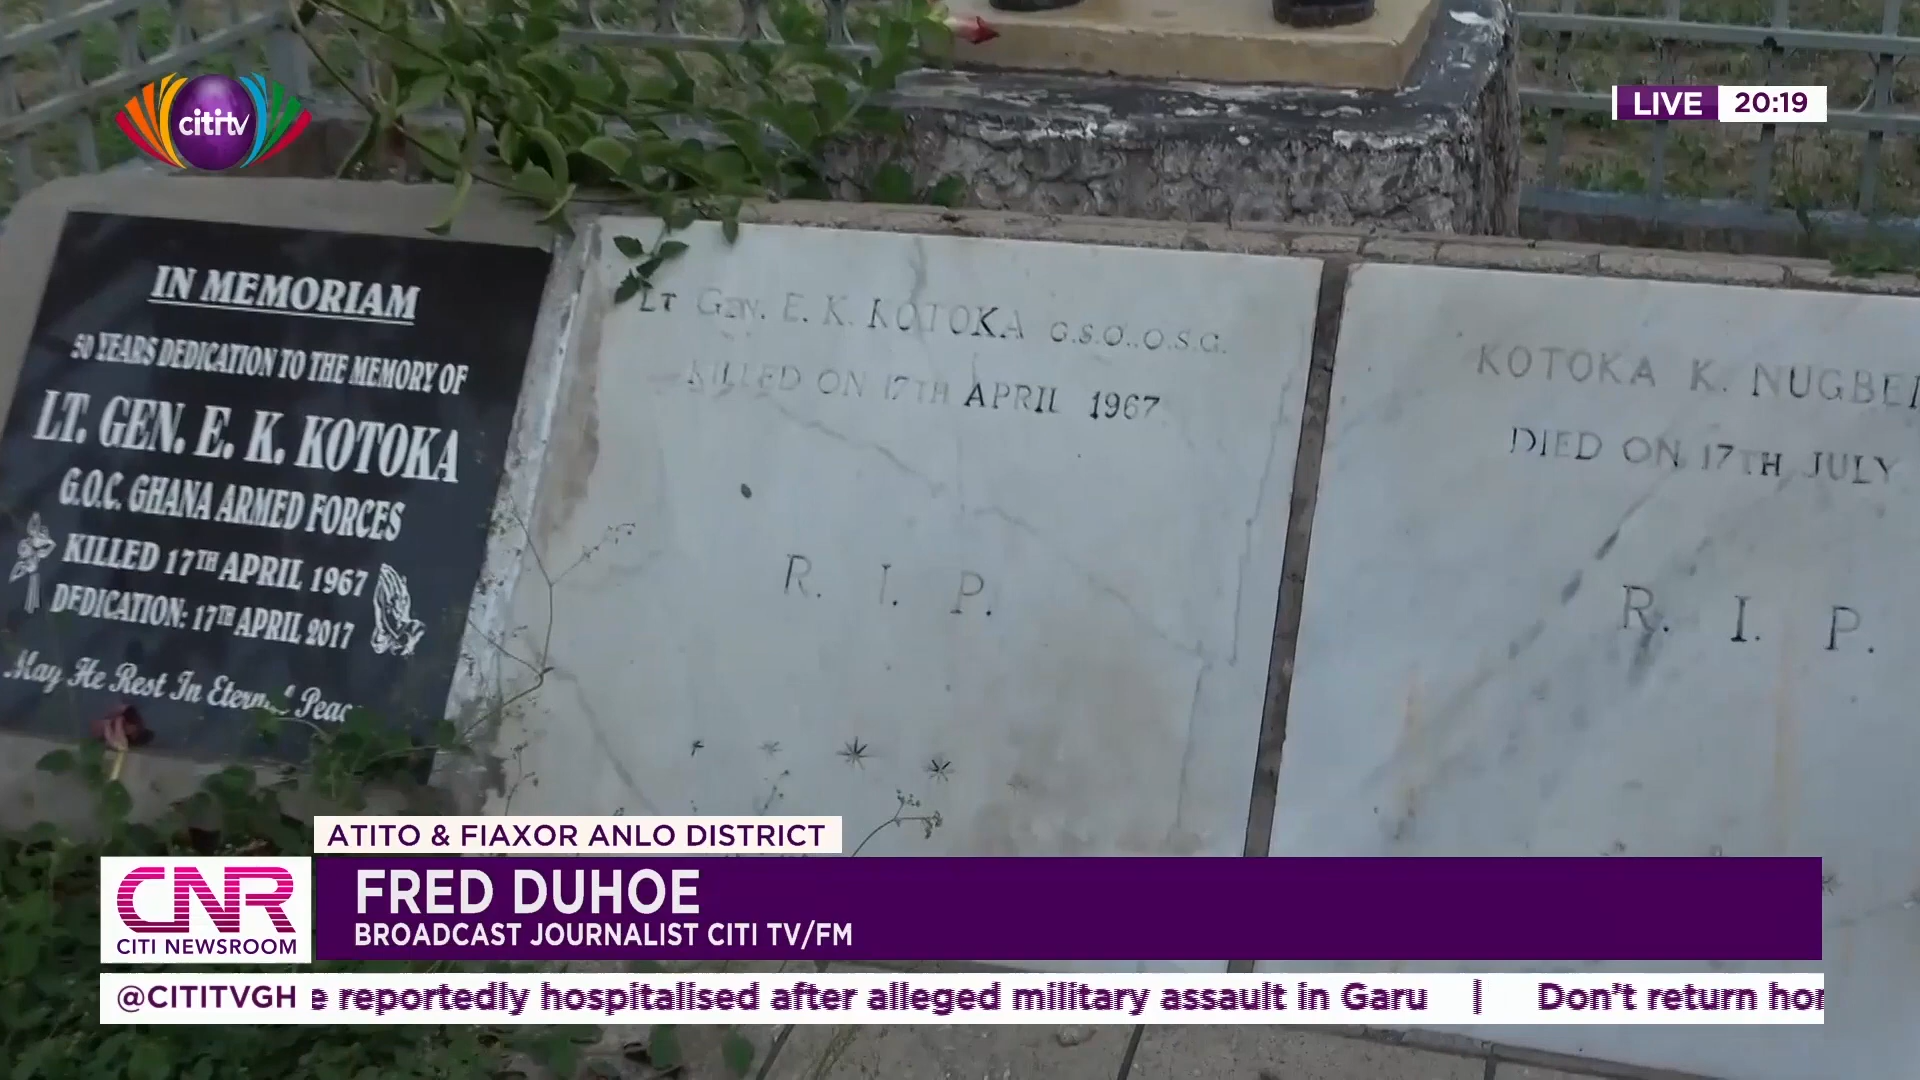 cititv
LIVE 20:19
IN MEMORIAM
50 YEARS DEDICATION TO THE MEMORY OF
LT. GEN. E. K. KOTOKA
G.O.C. GHANA ARMED FORCES
KILLED 17TH APRIL 1967
DEDICATION: 17TH APRIL 2017
May He Rest In Eternal Peac
LT GEN. E. K. KOTOKA G.S.O..O.S.G.
KILLED ON 17TH APRIL 1967
R. I. P.
KOTOKA K.
DIED ON 17TH JULY
R. I. P.
ATITO & FIAXOR ANLO DISTRICT
CNR
CITI NEWSROOM
FRED DUHOE
BROADCAST JOURNALIST CITI TV/FM
@CITITVGH
e reportedly hospitalised after alleged military assault in Garu | Don't return